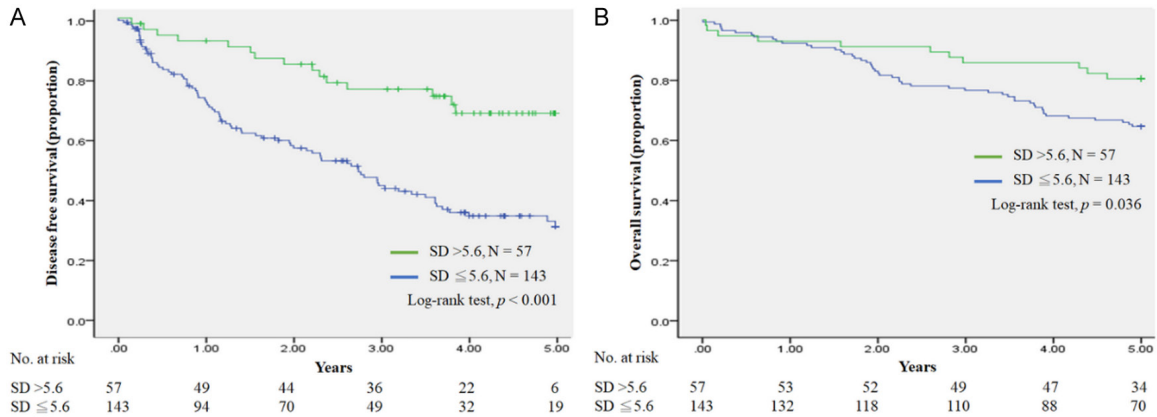 A
Disease free survival (proportion)
1.0
0.8
0.6
0.4
0.2
0.0
SD >5.6, N = 57
SD ≦5.6, N = 143
Log-rank test, p < 0.001
.00 1.00 2.00 3.00 4.00 5.00
Years
No. at risk
SD >5.6 57 49 44 36 22 6
SD ≦5.6 143 94 70 49 32 19
B
Overall survival (proportion)
1.0
0.8
0.6
0.4
0.2
0.0
SD >5.6, N = 57
SD ≦5.6, N = 143
Log-rank test, p = 0.036
.00 1.00 2.00 3.00 4.00 5.00
Years
No. at risk
SD >5.6 57 53 52 49 47 34
SD ≦5.6 143 132 118 110 88 70